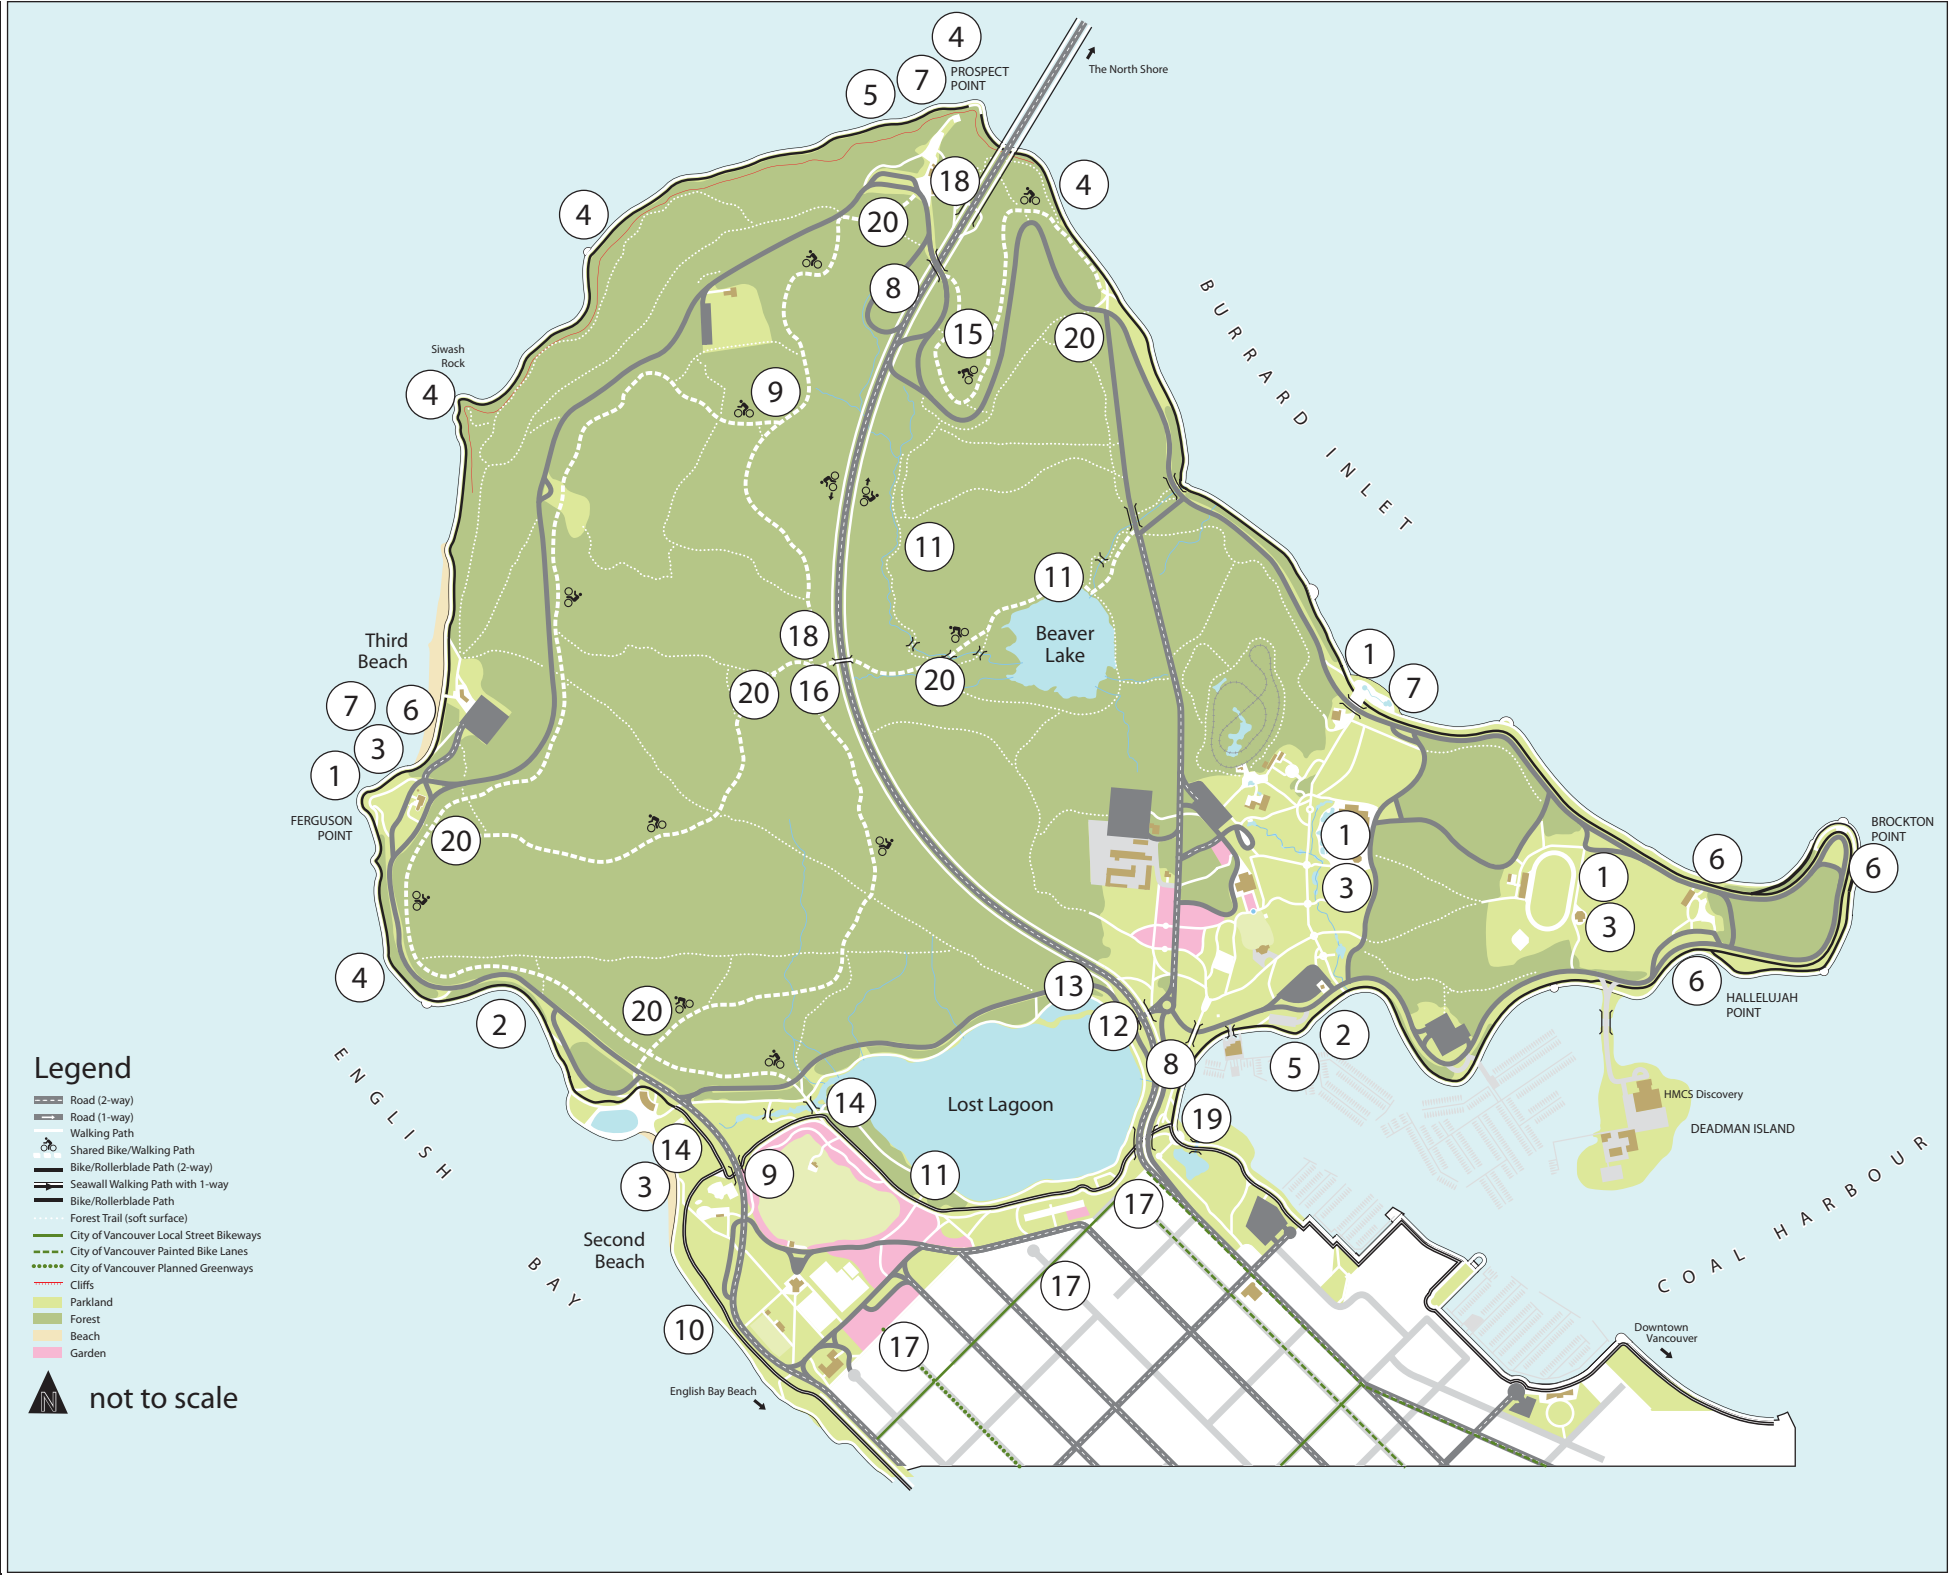 4
7
PROSPECT
POINT
5
The North Shore
18
4
4
20
8
15
20
Siwash
Rock
4
9
BURRARD INLET
11
11
Beaver
Lake
18
20
16
20
Third
Beach
7
6
3
1
FERGUSON
POINT
20
1
7
1
3
1
3
6
BROCKTON
POINT
6
6
HALLELUJAH
POINT
4
2
20
13
12
8
2
5
14
Lost Lagoon
19
HMCS Discovery
DEADMAN ISLAND
14
3
9
11
17
Second
Beach
ENGLISH BAY
COAL HARBOUR
17
10
17
English Bay Beach
Downtown
Vancouver
Legend
Road (2-way)
Road (1-way)
Walking Path
Shared Bike/Walking Path
Bike/Rollerblade Path (2-way)
Seawall Walking Path with 1-way
Bike/Rollerblade Path
Forest Trail (soft surface)
City of Vancouver Local Street Bikeways
City of Vancouver Painted Bike Lanes
City of Vancouver Planned Greenways
Cliffs
Parkland
Forest
Beach
Garden
N
not to scale